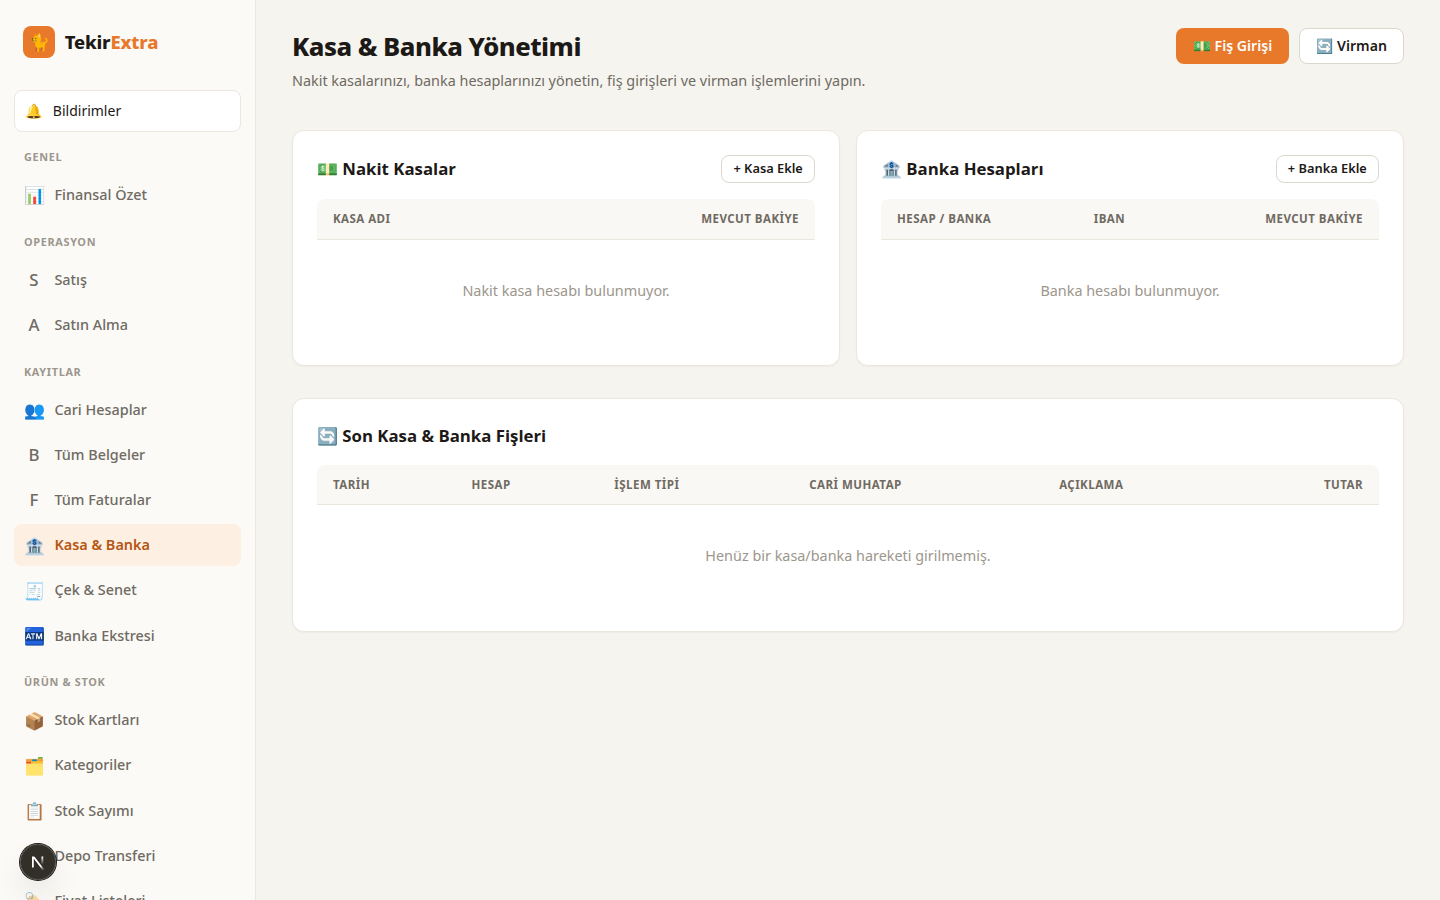 TekirExtra
Bildirimler
GENEL
Finansal Özet
OPERASYON
S Satış
A Satın Alma
KAYITLAR
Cari Hesaplar
B Tüm Belgeler
F Tüm Faturalar
Kasa & Banka
Çek & Senet
ATM Banka Ekstresi
ÜRÜN & STOK
Stok Kartları
Kategoriler
Stok Sayımı
N Depo Transferi
Fiyat Listeleri
Kasa & Banka Yönetimi
Nakit kasalarınızı, banka hesaplarınızı yönetin, fiş girişleri ve virman işlemlerini yapın.
Fiş Girişi
Virman
Nakit Kasalar
+ Kasa Ekle
KASA ADI MEVCUT BAKİYE
Nakit kasa hesabı bulunmuyor.
Banka Hesapları
+ Banka Ekle
HESAP / BANKA IBAN MEVCUT BAKİYE
Banka hesabı bulunmuyor.
Son Kasa & Banka Fişleri
TARİH HESAP İŞLEM TİPİ CARİ MUHATAP AÇIKLAMA TUTAR
Henüz bir kasa/banka hareketi girilmemiş.